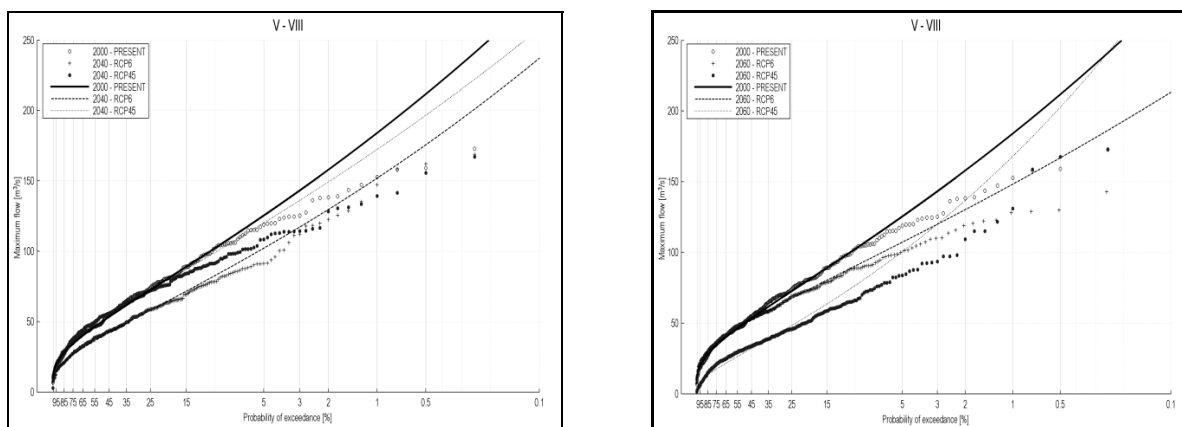 V - VIII
250
200
150
100
50
0
Maximum flow [m³/s]
2000 - PRESENT
2040 - RCP6
2040 - RCP45
2000 - PRESENT
2040 - RCP6
2040 - RCP45
95 85 75 65 55 45 35 25 15 5 3 2 1 0.5 0.1
Probability of exceedance [%]
V - VIII
250
200
150
100
50
0
Maximum flow [m³/s]
2000 - PRESENT
2060 - RCP6
2060 - RCP45
2000 - PRESENT
2060 - RCP6
2060 - RCP45
95 85 75 65 55 45 35 25 15 5 3 2 1 0.5 0.1
Probability of exceedance [%]